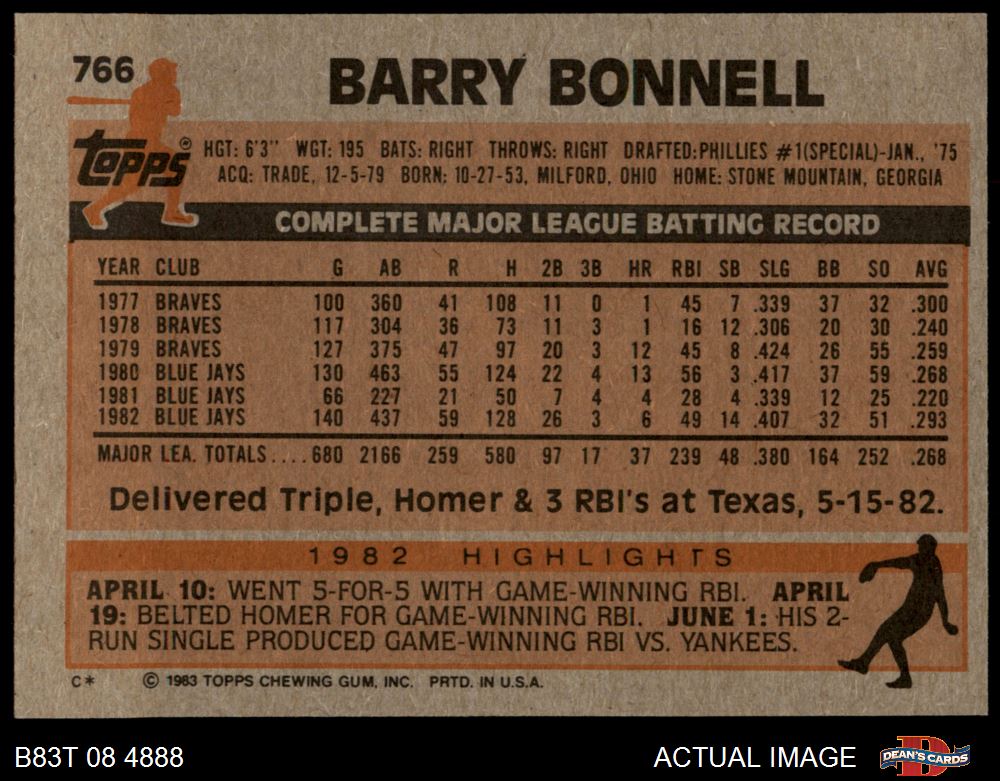 766
BARRY BONNELL
Topps®
HGT: 6'3" WGT: 195 BATS: RIGHT THROWS: RIGHT DRAFTED:PHILLIES #1(SPECIAL)-JAN., '75
ACQ: TRADE, 12-5-79 BORN: 10-27-53, MILFORD, OHIO HOME: STONE MOUNTAIN, GEORGIA
COMPLETE MAJOR LEAGUE BATTING RECORD
YEAR CLUB G AB R H 2B 3B HR RBI SB SLG BB SO AVG
1977 BRAVES 100 360 41 108 11 0 1 45 7 .339 37 32 .300
1978 BRAVES 117 304 36 73 11 3 1 16 12 .306 20 30 .240
1979 BRAVES 127 375 47 97 20 3 12 45 8 .424 26 55 .259
1980 BLUE JAYS 130 463 55 124 22 4 13 56 3 .417 37 59 .268
1981 BLUE JAYS 66 227 21 50 7 4 4 28 4 .339 12 25 .220
1982 BLUE JAYS 140 437 59 128 26 3 6 49 14 .407 32 51 .293
MAJOR LEA. TOTALS....680 2166 259 580 97 17 37 239 48 .380 164 252 .268
Delivered Triple, Homer & 3 RBI's at Texas, 5-15-82.
1982 HIGHLIGHTS
APRIL 10: WENT 5-FOR-5 WITH GAME-WINNING RBI. APRIL
19: BELTED HOMER FOR GAME-WINNING RBI. JUNE 1: HIS 2-
RUN SINGLE PRODUCED GAME-WINNING RBI VS. YANKEES.
C* © 1983 TOPPS CHEWING GUM, INC. PRTD. IN U.S.A.
B83T 08 4888
ACTUAL IMAGE
DEAN'S CARDS